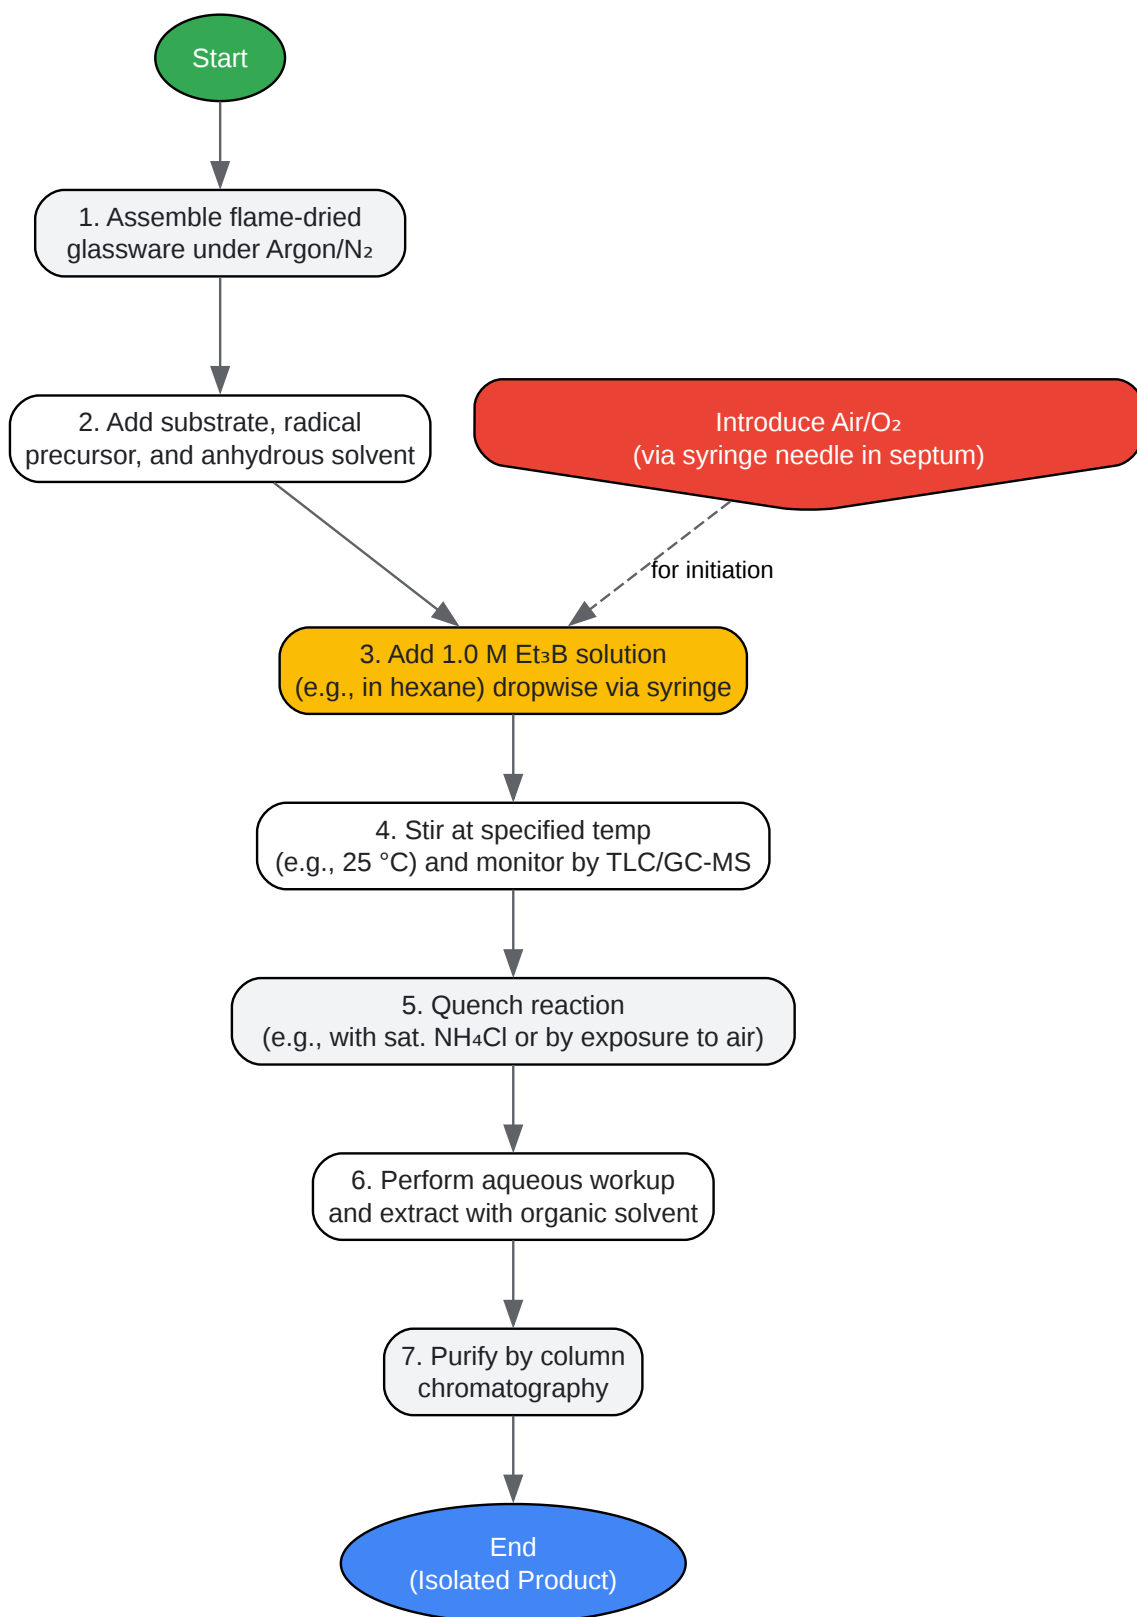 Start
1. Assemble flame-dried
glassware under Argon/N₂
2. Add substrate, radical
precursor, and anhydrous solvent
Introduce Air/O₂
(via syringe needle in septum)
for initiation
3. Add 1.0 M Et₃B solution
(e.g., in hexane) dropwise via syringe
4. Stir at specified temp
(e.g., 25 °C) and monitor by TLC/GC-MS
5. Quench reaction
(e.g., with sat. NH₄Cl or by exposure to air)
6. Perform aqueous workup
and extract with organic solvent
7. Purify by column
chromatography
End
(Isolated Product)